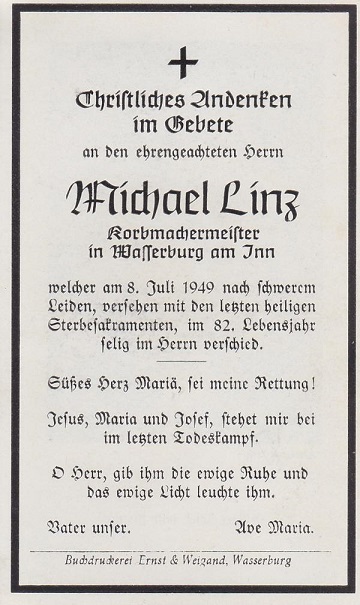 Christliches Andenken
im Gebete
an den ehrengeachteten Herrn
Michael Linz
Korbmachermeister
in Wasserburg am Inn
welcher am 8. Juli 1949 nach schwerem
Leiden, versehen mit den letzten heiligen
Sterbesakramenten, im 82. Lebensjahr
selig im Herrn verschied.
Süßes Herz Mariä, sei meine Rettung!
Jesus, Maria und Josef, stehet mir bei
im letzten Todeskampf.
O Herr, gib ihm die ewige Ruhe und
das ewige Licht leuchte ihm.
Vater unser. Ave Maria.
Buchdruckerei Ernst & Weigand, Wasserburg